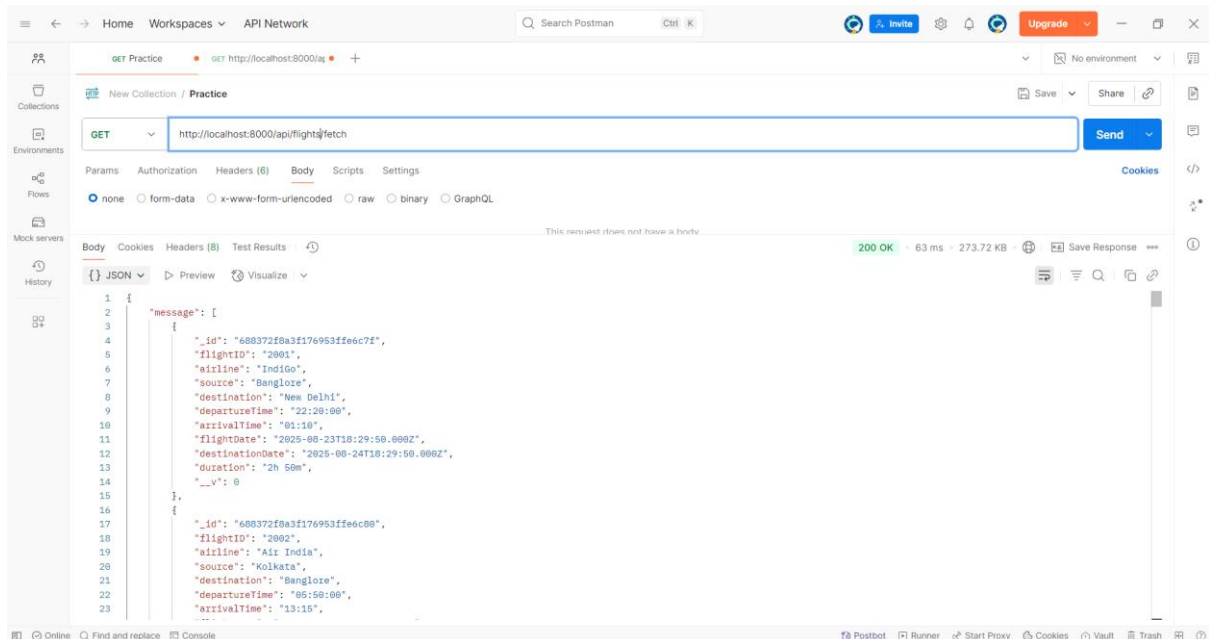 Home Workspaces API Network Search Postman Ctrl K Invite Upgrade
GET Practice GET http://localhost:8000/ap No environment
HTTP New Collection / Practice Save Share
Collections
GET http://localhost:8000/api/flights/fetch Send
Environments
Params Authorization Headers (6) Body Scripts Settings Cookies
Flows
none form-data x-www-form-urlencoded raw binary GraphQL
This request does not have a body
Mock servers
Body Cookies Headers (8) Test Results 200 OK 63 ms 273.72 KB Save Response
History
{} JSON Preview Visualize
1 {
2 "message": [
3 {
4 "_id": "688372f8a3f176953ffe6c7f",
5 "flightID": "2001",
6 "airline": "IndiGo",
7 "source": "Banglore",
8 "destination": "New Delhi",
9 "departureTime": "22:20:00",
10 "arrivalTime": "01:10",
11 "flightDate": "2025-08-23T18:29:50.000Z",
12 "destinationDate": "2025-08-24T18:29:50.000Z",
13 "duration": "2h 50m",
14 "__v": 0
15 },
16 {
17 "_id": "688372f8a3f176953ffe6c80",
18 "flightID": "2002",
19 "airline": "Air India",
20 "source": "Kolkata",
21 "destination": "Banglore",
22 "departureTime": "05:50:00",
23 "arrivalTime": "13:15",
Online Find and replace Console Postbot Runner Start Proxy Cookies Vault Trash